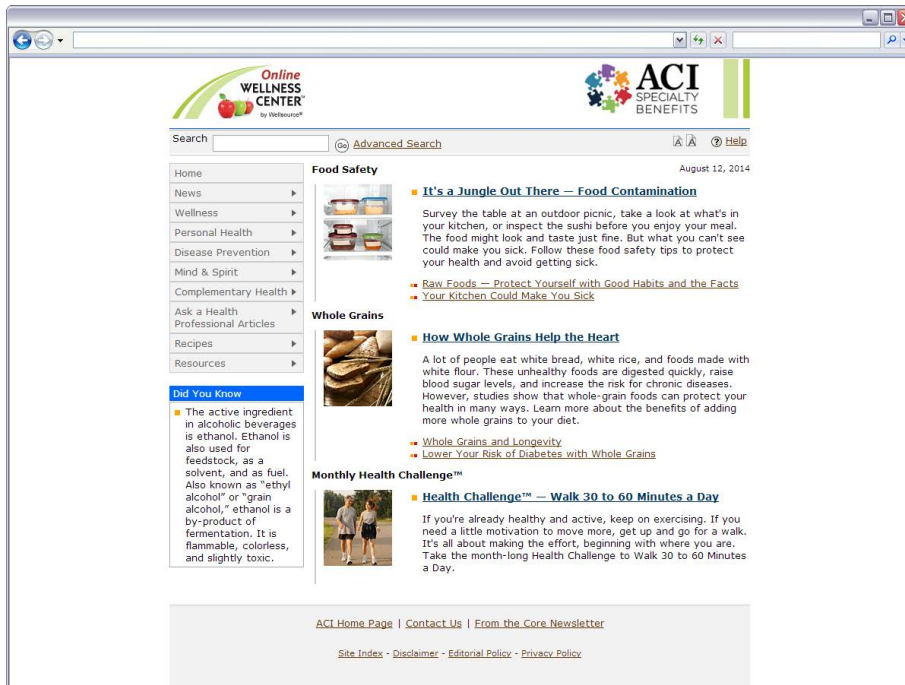 Online
WELLNESS
CENTER™
by Wellsource®
ACI
SPECIALTY
BENEFITS
Search
Go
Advanced Search
A A
? Help
Home
News
Wellness
Personal Health
Disease Prevention
Mind & Spirit
Complementary Health
Ask a Health
Professional Articles
Recipes
Resources
Did You Know
The active ingredient
in alcoholic beverages
is ethanol. Ethanol is
also used for
feedstock, as a
solvent, and as fuel.
Also known as “ethyl
alcohol” or “grain
alcohol,” ethanol is a
by-product of
fermentation. It is
flammable, colorless,
and slightly toxic.
Food Safety
August 12, 2014
It's a Jungle Out There — Food Contamination
Survey the table at an outdoor picnic, take a look at what's in
your kitchen, or inspect the sushi before you enjoy your meal.
The food might look and taste just fine. But what you can't see
could make you sick. Follow these food safety tips to protect
your health and avoid getting sick.
Raw Foods — Protect Yourself with Good Habits and the Facts
Your Kitchen Could Make You Sick
Whole Grains
How Whole Grains Help the Heart
A lot of people eat white bread, white rice, and foods made with
white flour. These unhealthy foods are digested quickly, raise
blood sugar levels, and increase the risk for chronic diseases.
However, studies show that whole-grain foods can protect your
health in many ways. Learn more about the benefits of adding
more whole grains to your diet.
Whole Grains and Longevity
Lower Your Risk of Diabetes with Whole Grains
Monthly Health Challenge™
Health Challenge™ — Walk 30 to 60 Minutes a Day
If you're already healthy and active, keep on exercising. If you
need a little motivation to move more, get up and go for a walk.
It's all about making the effort, beginning with where you are.
Take the month-long Health Challenge to Walk 30 to 60 Minutes
a Day.
ACI Home Page | Contact Us | From the Core Newsletter
Site Index - Disclaimer - Editorial Policy - Privacy Policy